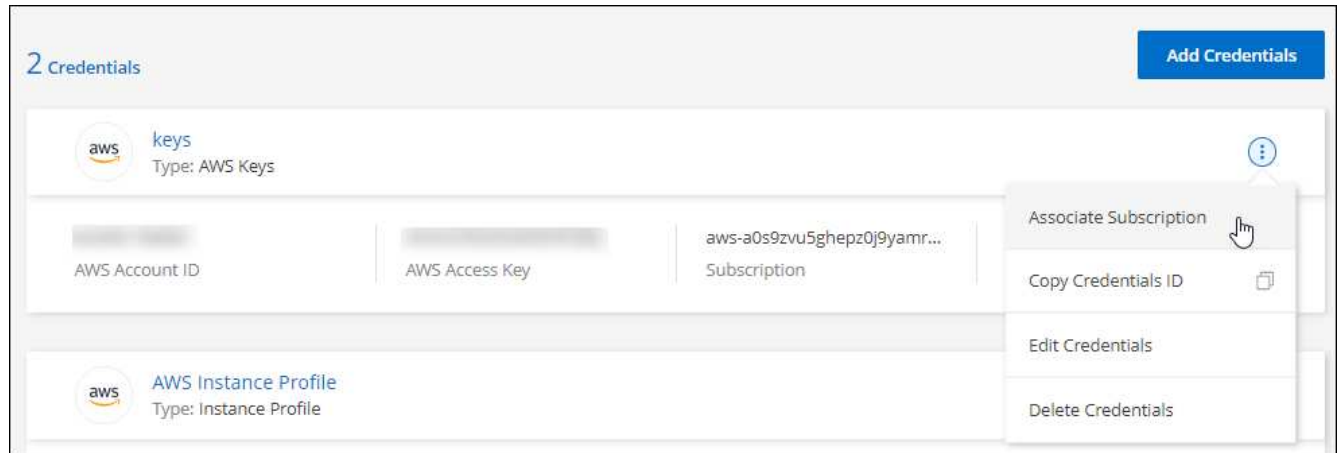 2 Credentials
Add Credentials
aws
keys
Type: AWS Keys
Associate Subscription
aws-a0s9zvu5ghepz0j9yamr...
AWS Account ID
AWS Access Key
Subscription
Copy Credentials ID
Edit Credentials
aws
AWS Instance Profile
Type: Instance Profile
Delete Credentials